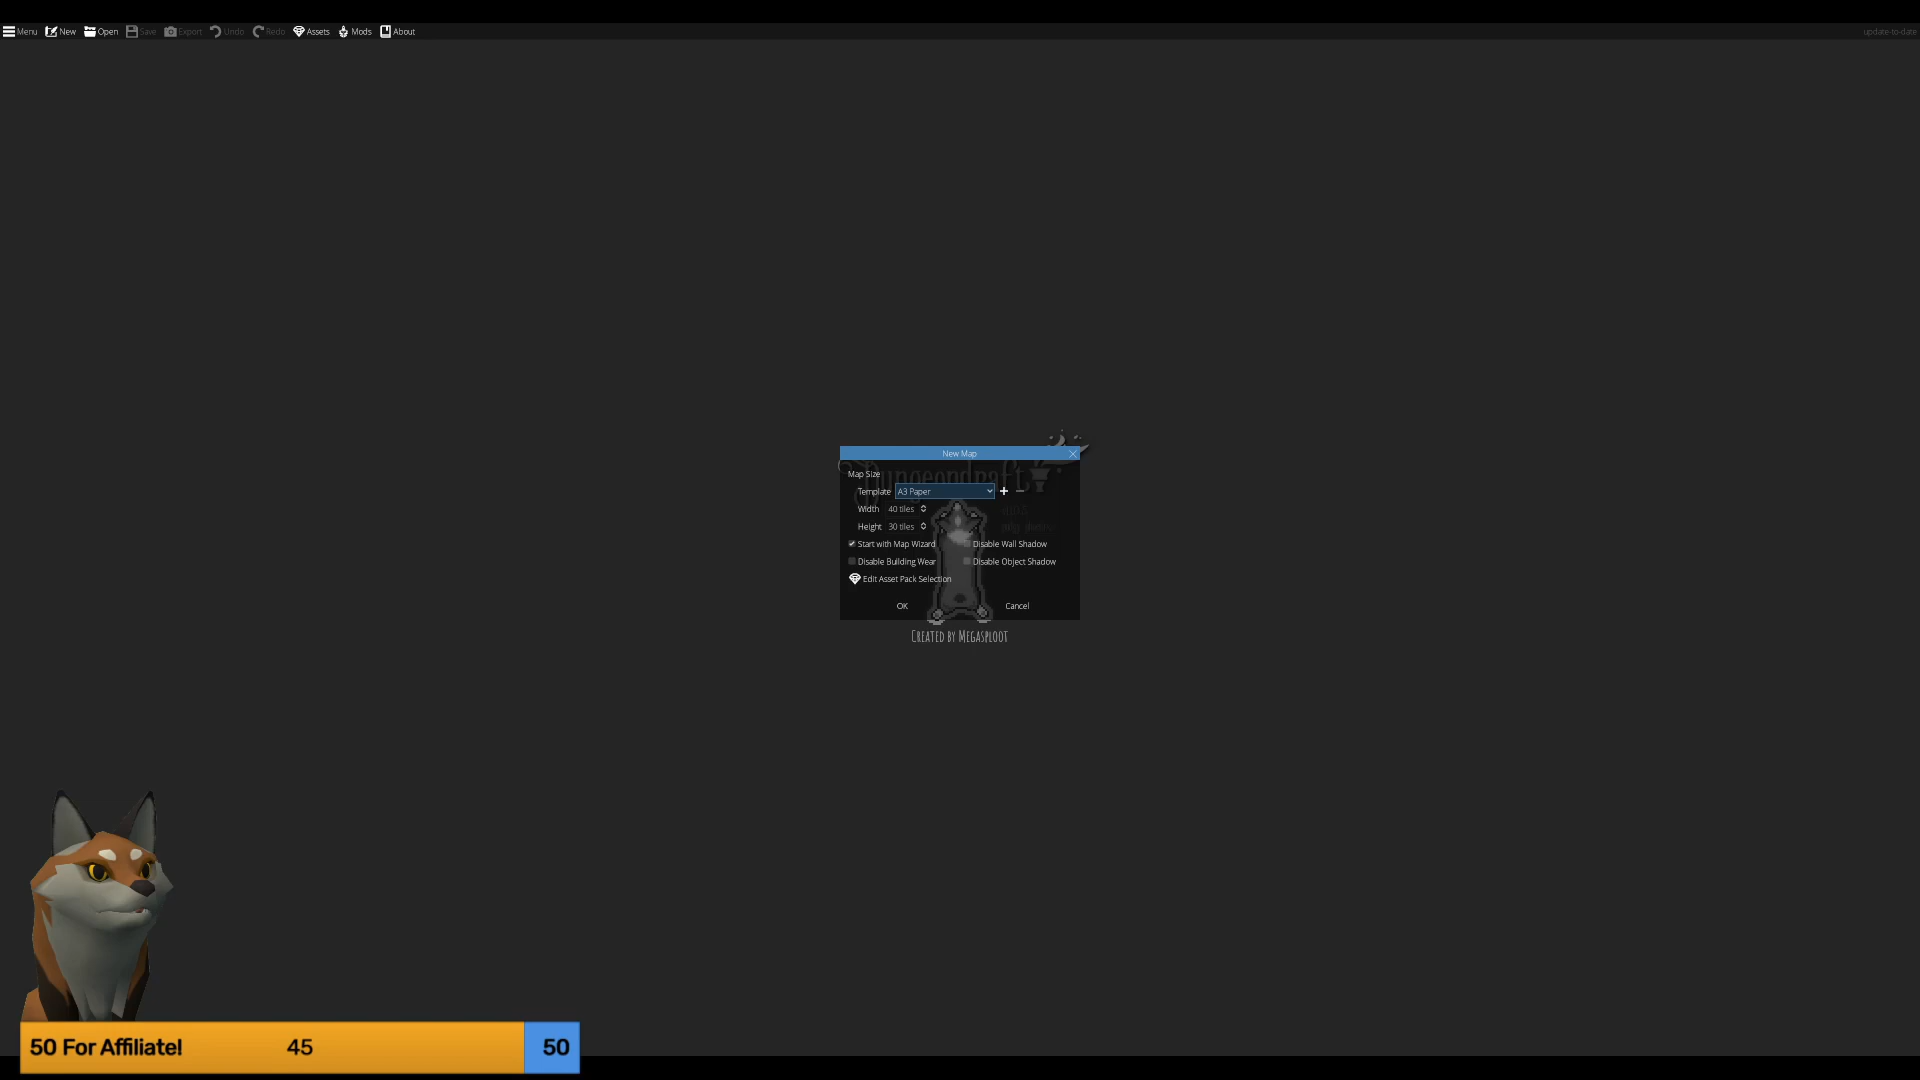 Menu New Open Save Export Undo Redo Assets Mods About update-to-date
New Map
Dungeondraft
Map Size
Template A3 Paper
Width 40 tiles
Height 30 tiles
Start with Map Wizard Disable Wall Shadow
Disable Building Wear Disable Object Shadow
Edit Asset Pack Selection
OK Cancel
CREATED BY MEGASPLOOT
50 For Affiliate! 45 50